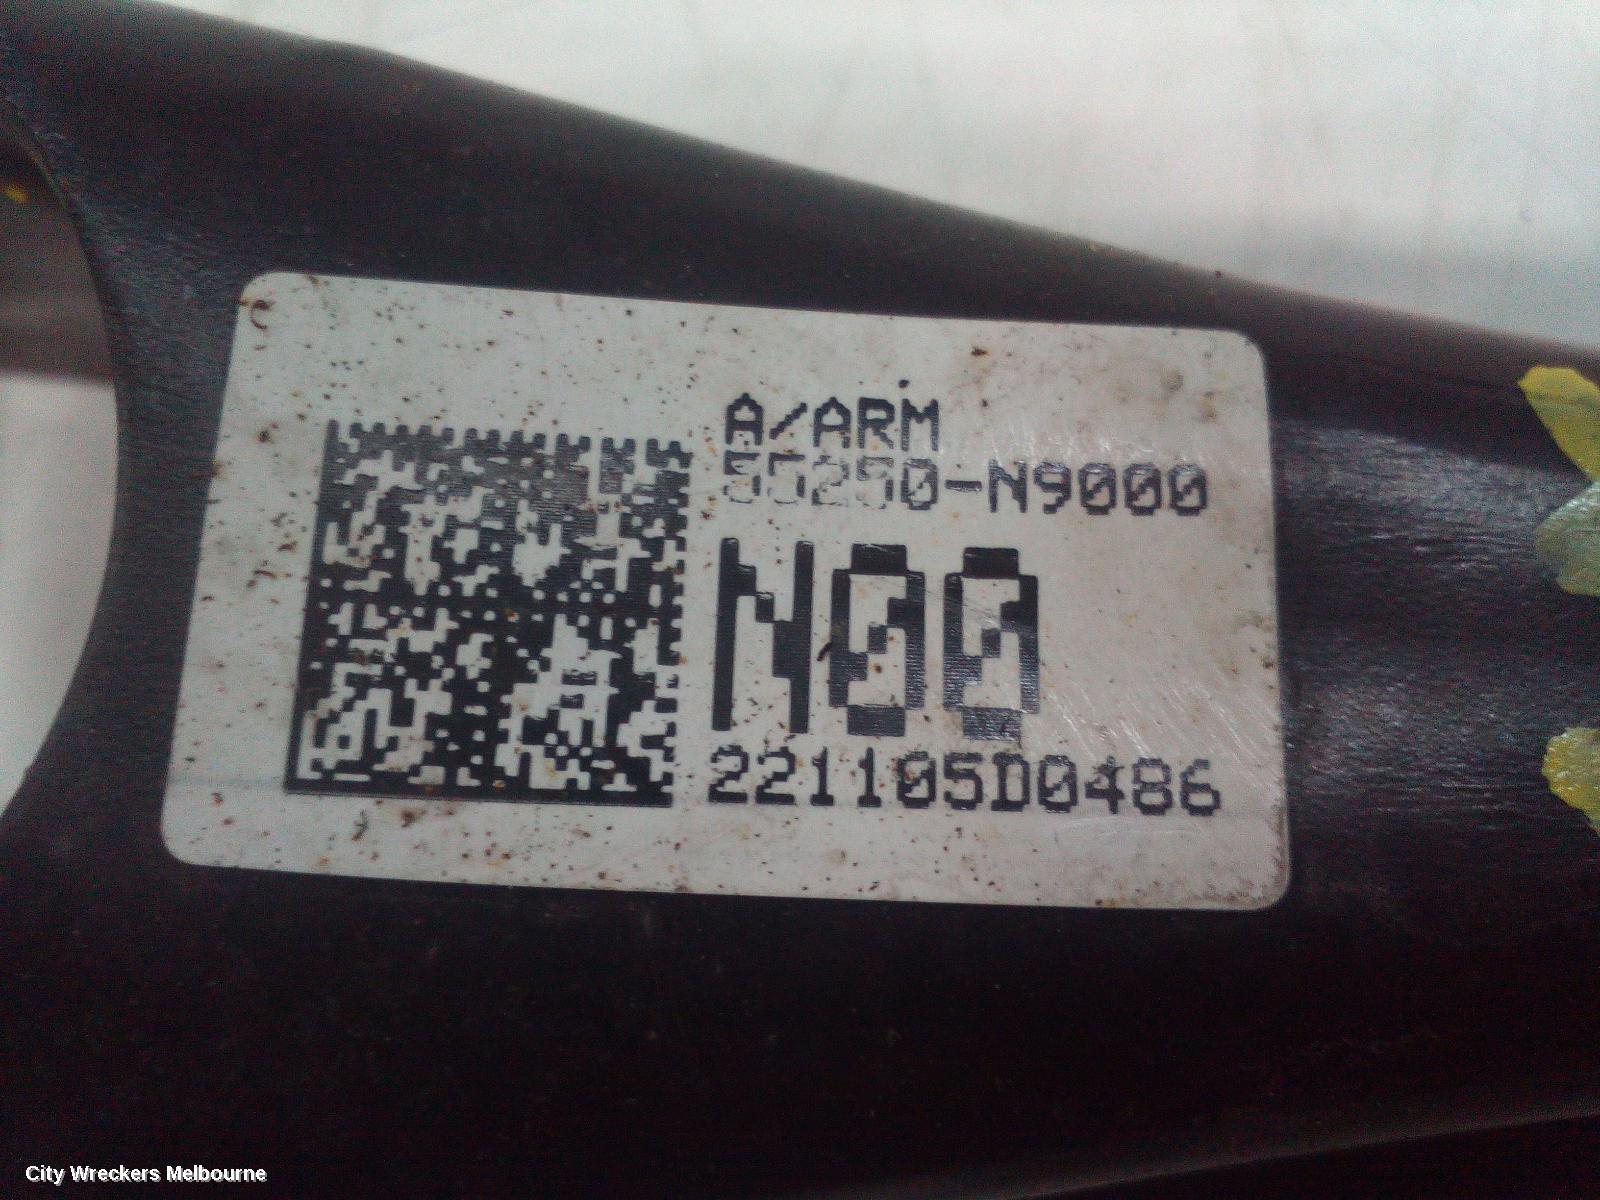 A/ARM
55250-N9000
N00
221105D0486
City Wreckers Melbourne